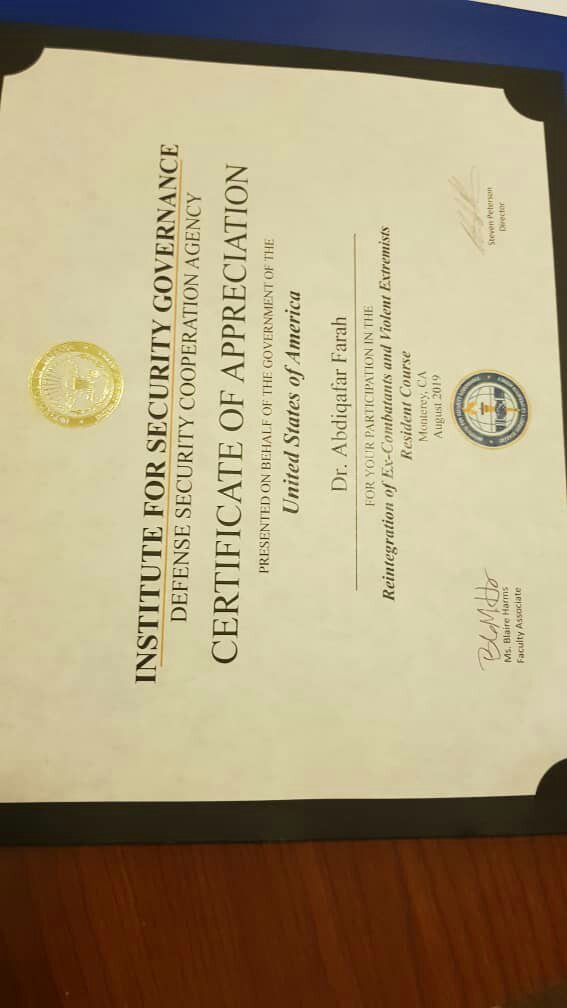 INSTITUTE FOR SECURITY GOVERNANCE
DEFENSE SECURITY COOPERATION AGENCY
CERTIFICATE OF APPRECIATION
PRESENTED ON BEHALF OF THE GOVERNMENT OF THE
United States of America
Dr. Abdiqafar Farah
FOR YOUR PARTICIPATION IN THE
Reintegration of Ex-Combatants and Violent Extremists
Resident Course
Monterey, CA
August 2019
Ms. Blaire Harms
Faculty Associate
Steven Peterson
Director